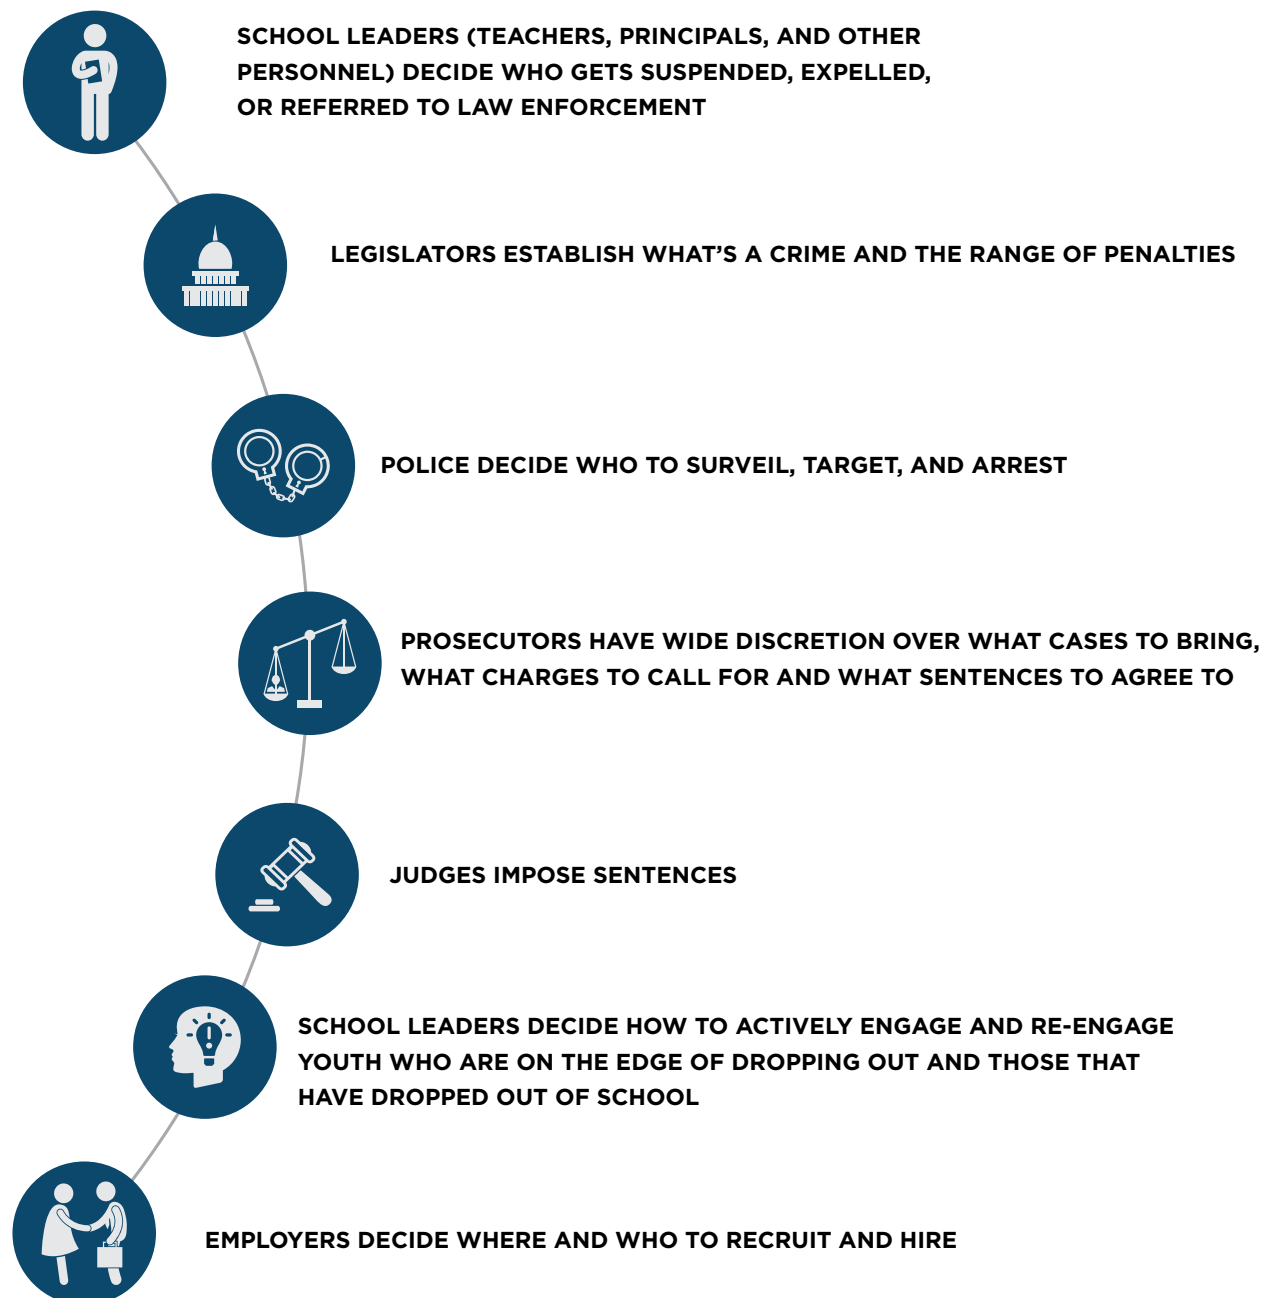 SCHOOL LEADERS (TEACHERS, PRINCIPALS, AND OTHER
PERSONNEL) DECIDE WHO GETS SUSPENDED, EXPELLED,
OR REFERRED TO LAW ENFORCEMENT
LEGISLATORS ESTABLISH WHAT’S A CRIME AND THE RANGE OF PENALTIES
POLICE DECIDE WHO TO SURVEIL, TARGET, AND ARREST
PROSECUTORS HAVE WIDE DISCRETION OVER WHAT CASES TO BRING,
WHAT CHARGES TO CALL FOR AND WHAT SENTENCES TO AGREE TO
JUDGES IMPOSE SENTENCES
SCHOOL LEADERS DECIDE HOW TO ACTIVELY ENGAGE AND RE-ENGAGE
YOUTH WHO ARE ON THE EDGE OF DROPPING OUT AND THOSE THAT
HAVE DROPPED OUT OF SCHOOL
EMPLOYERS DECIDE WHERE AND WHO TO RECRUIT AND HIRE